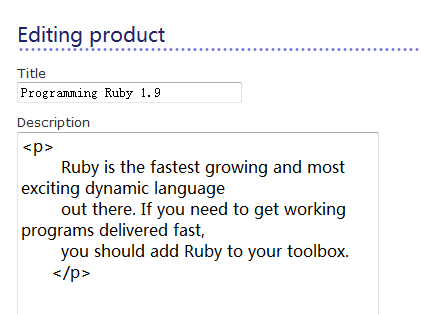 Editing product
Title
Programming Ruby 1.9
Description
<p>
Ruby is the fastest growing and most
exciting dynamic language
out there. If you need to get working
programs delivered fast,
you should add Ruby to your toolbox.
</p>